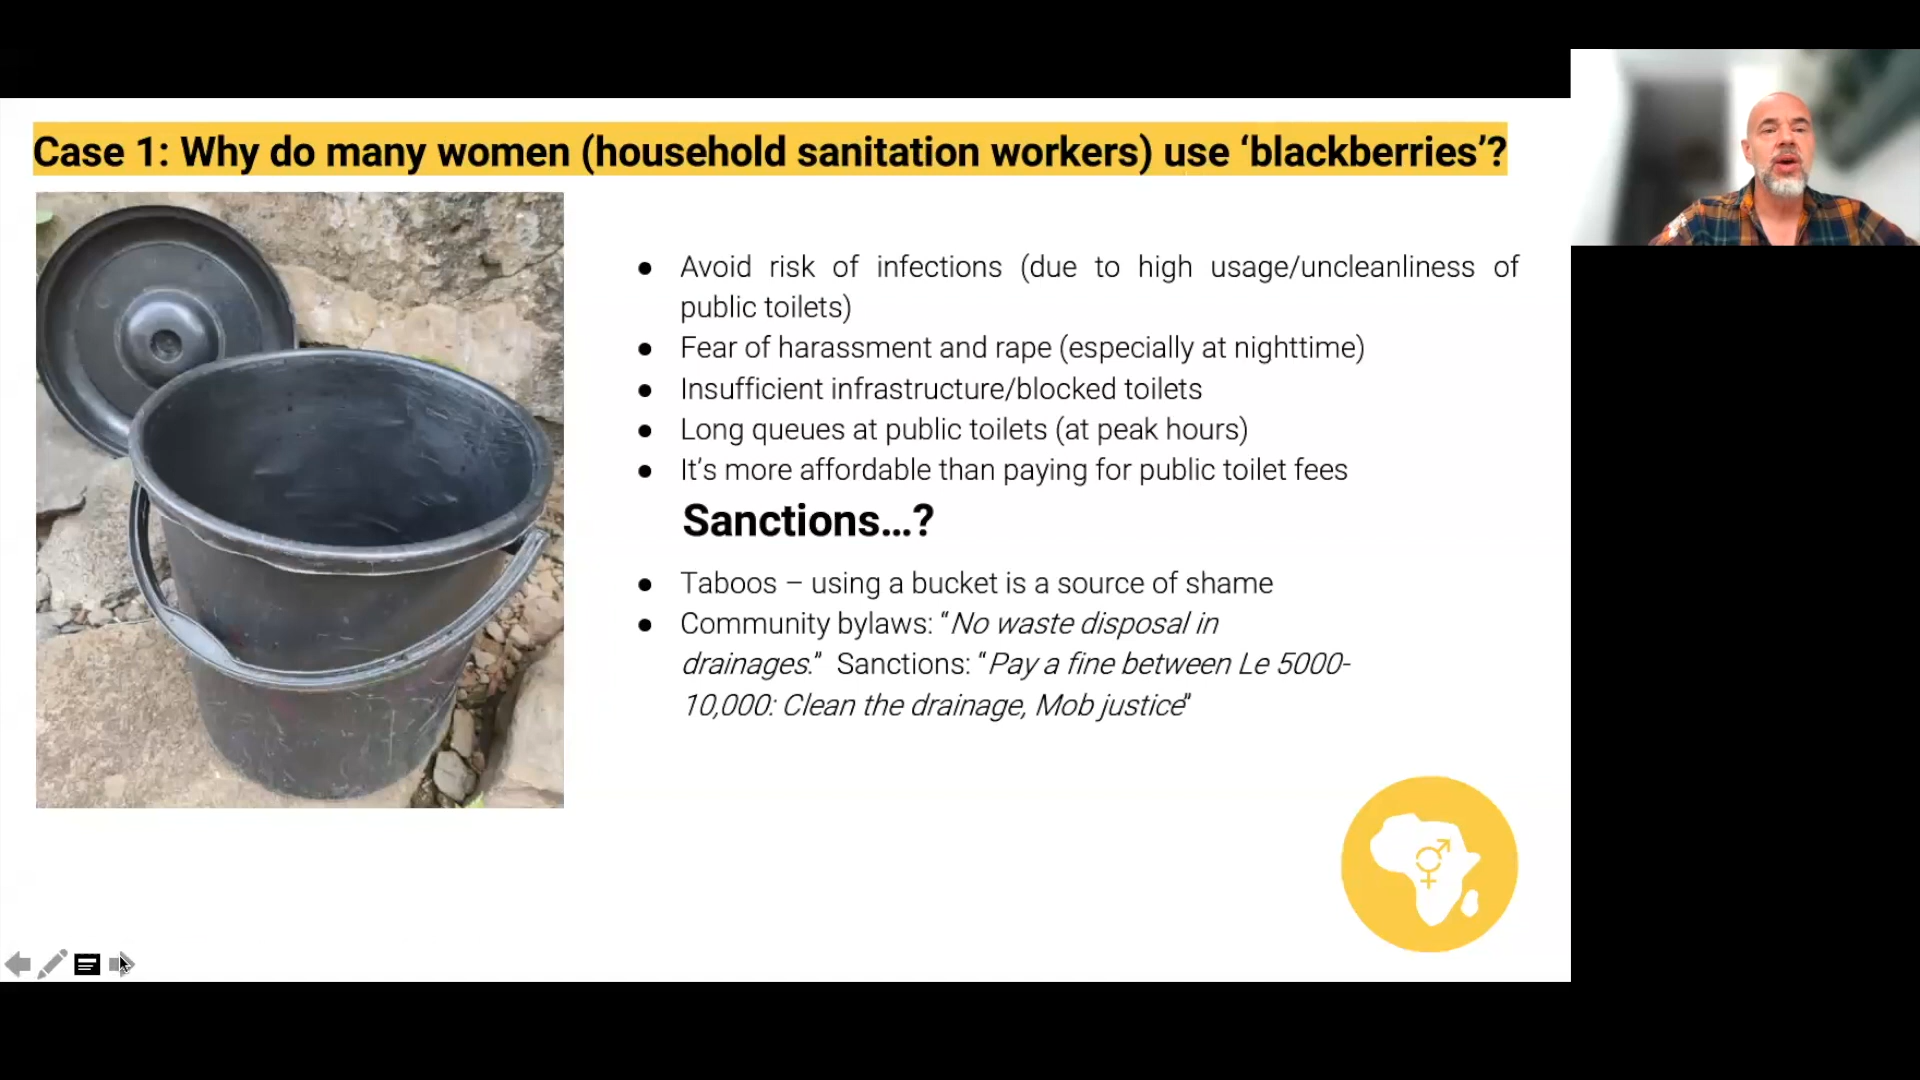 Case 1: Why do many women (household sanitation workers) use ‘blackberries’?
● Avoid risk of infections (due to high usage/uncleanliness of
public toilets)
● Fear of harassment and rape (especially at nighttime)
● Insufficient infrastructure/blocked toilets
● Long queues at public toilets (at peak hours)
● It’s more affordable than paying for public toilet fees
Sanctions...?
● Taboos – using a bucket is a source of shame
● Community bylaws: “No waste disposal in
drainages.” Sanctions: “Pay a fine between Le 5000-
10,000: Clean the drainage, Mob justice”